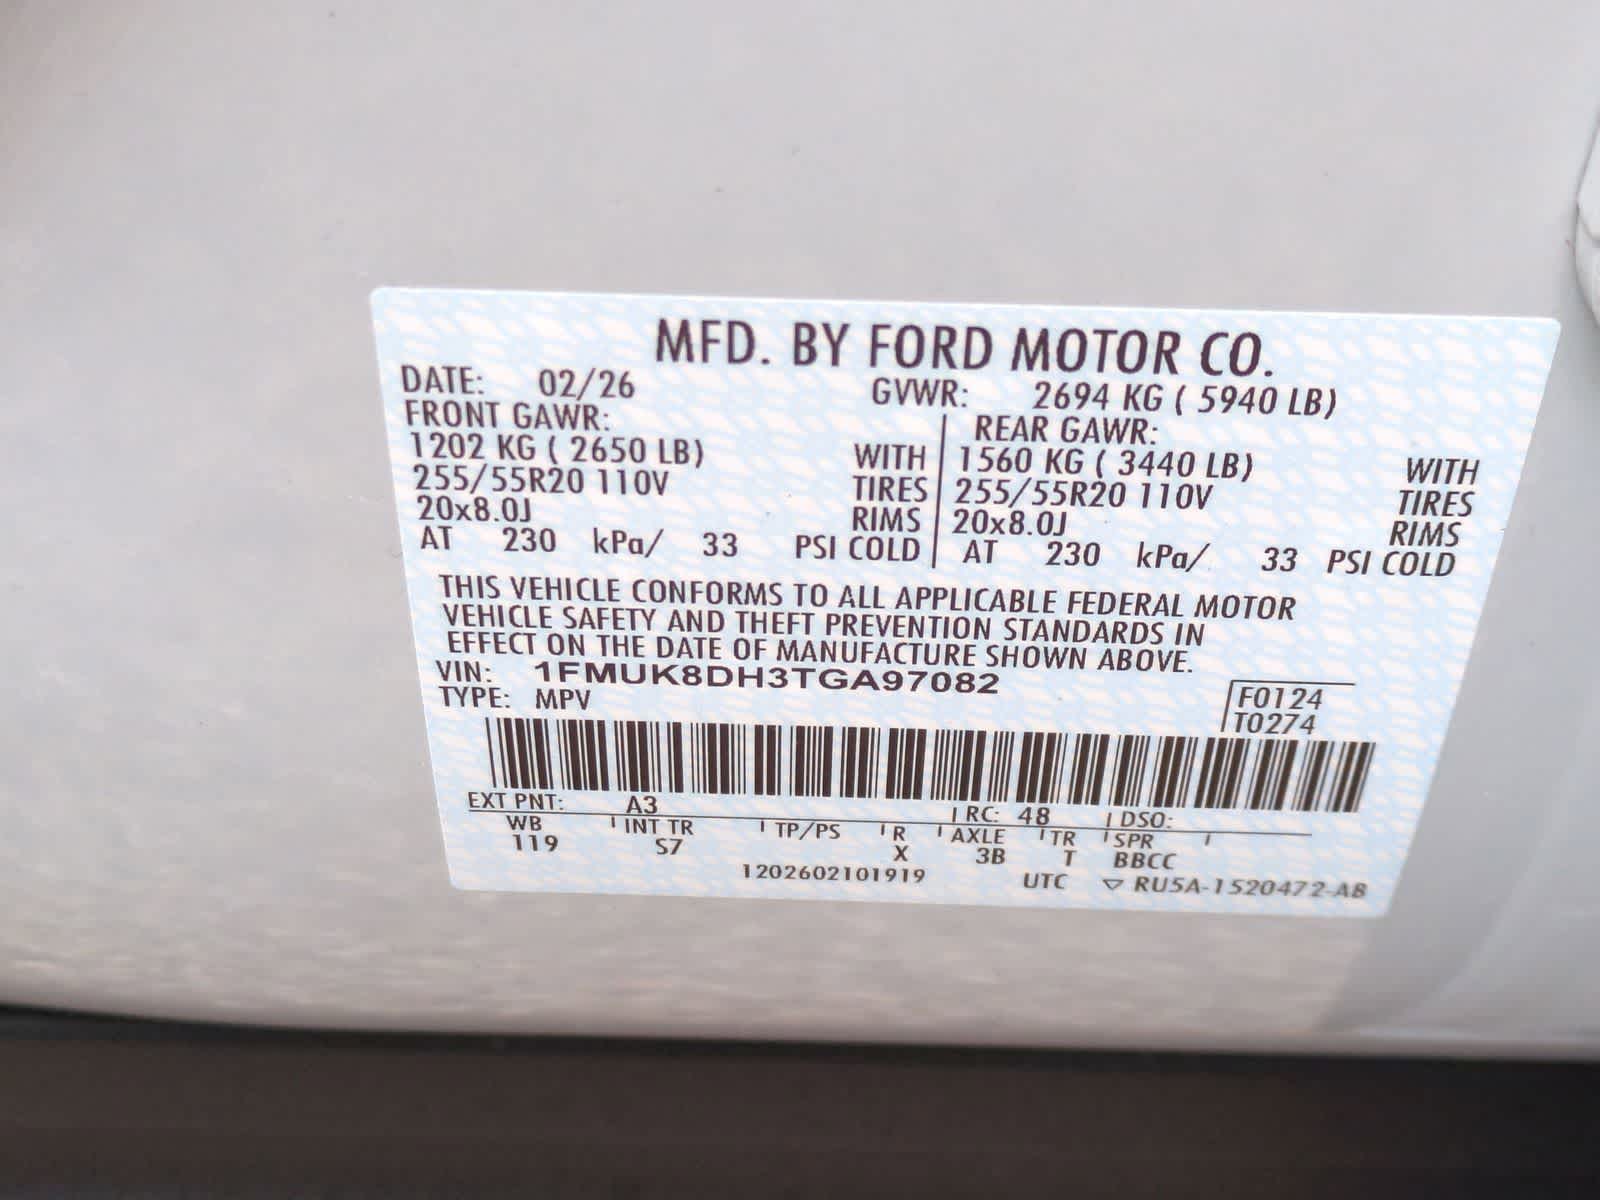 MFD. BY FORD MOTOR CO.
DATE: 02/26 GVWR: 2694 KG ( 5940 LB)
FRONT GAWR: REAR GAWR:
1202 KG ( 2650 LB) WITH 1560 KG ( 3440 LB) WITH
255/55R20 110V TIRES 255/55R20 110V TIRES
20x8.0J RIMS 20x8.0J RIMS
AT 230 kPa/ 33 PSI COLD AT 230 kPa/ 33 PSI COLD
THIS VEHICLE CONFORMS TO ALL APPLICABLE FEDERAL MOTOR
VEHICLE SAFETY AND THEFT PREVENTION STANDARDS IN
EFFECT ON THE DATE OF MANUFACTURE SHOWN ABOVE.
VIN: 1FMUK8DH3TGA97082
TYPE: MPV
F0124
T0274
EXT PNT: A3 RC: 48 DSO:
WB INT TR TP/PS R AXLE TR SPR
119 S7 X 3B T BBCC
1202602101919 UTC ▽ RU5A-1520472-AB